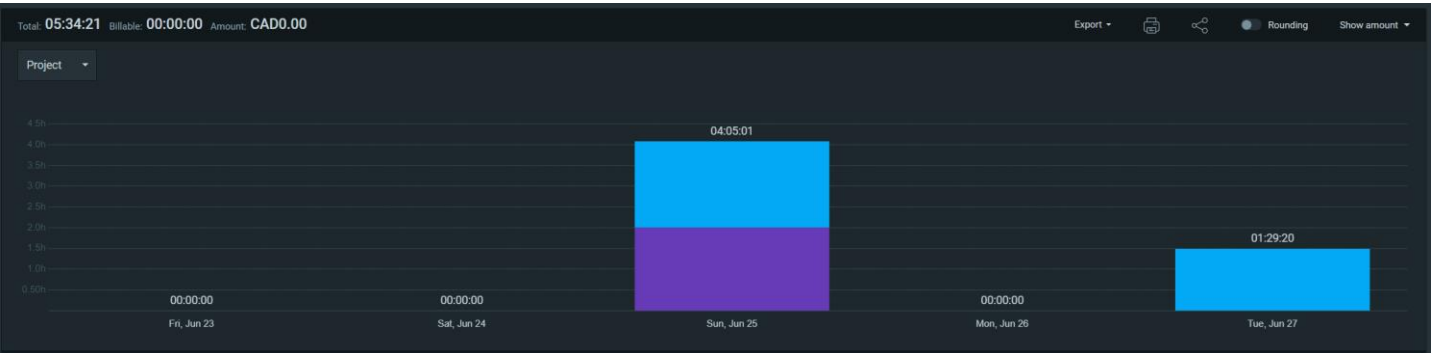 Total: 05:34:21 Billable: 00:00:00 Amount: CAD0.00 Export Rounding Show amount
Project
4.5h
04:05:01
4.0h
3.5h
3.0h
2.5h
2.0h
01:29:20
1.5h
1.0h
0.50h
00:00:00 00:00:00 00:00:00
Fri, Jun 23 Sat, Jun 24 Sun, Jun 25 Mon, Jun 26 Tue, Jun 27